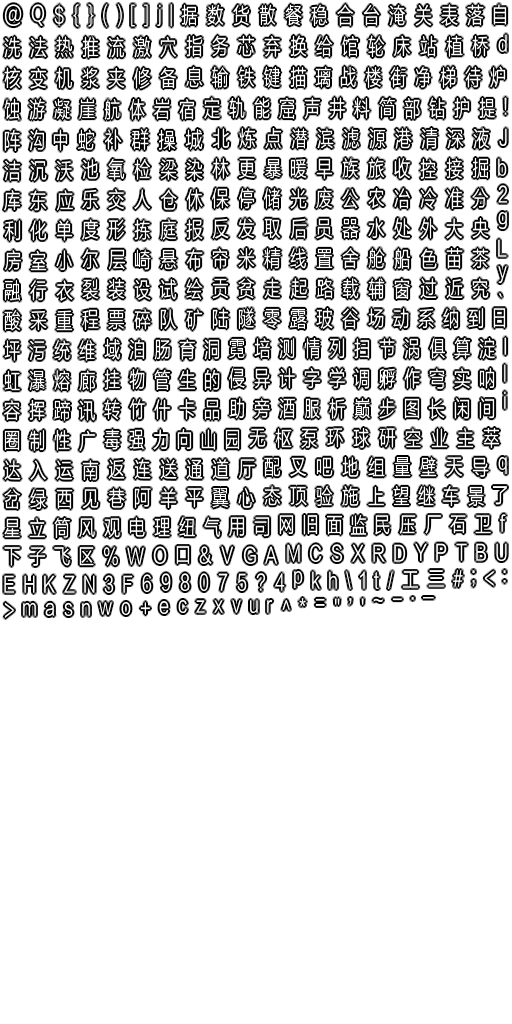 @Q${}()[]j|据数货散餐稳合台淹关表落自
洗法热推流激穴指务芯弃换给馆轮床站植桥d
核变机浆夹修备息输铁键描璃战楼街净梯待炉
蚀游凝崖航体岩宿定轨能窟声井料简部钻护提!
阵沟中蛇补群操城北炼点潜滨滤源港清深液J
洁沉沃池氧检梁染林更暴暖早族旅收控接掘b
库东应乐交人仓休保停储光废公农冶冷准分2
利化单度形拣庭报反发取后员器水处外大央g
房室小尔层崎悬布帘米精线置舍舱船色苗茶L
融行衣裂装设试绘贡贫走起路载辅窗过近究y
酸采重程票碎队矿陆隧零露玻谷场动系纳到日、
坪污统维域泊肠育洞霓培测情列扫节涡俱算淀l
虹瀑熔廊挂物管生的侵异计字学调孵作穹实呐I
容挥蹄讯转竹什卡品助旁酒服析巅步图长闲间i
圈制性广毒强力向山园无枢泵环球研空业主萃
达入运南返连送通道厅配叉吧地组量壁天导q
岔绿西见巷阿羊平翼心态顶验施上望继车景了
星立筒风观电理纽气用司网旧面监民压厂石卫f
下子飞区%WO口&VGAMCSXRDYPTBU
EHKZN3F698075?4pkh\1t/工三#;<:
>masnwo+eczxvur^*="',~-·—